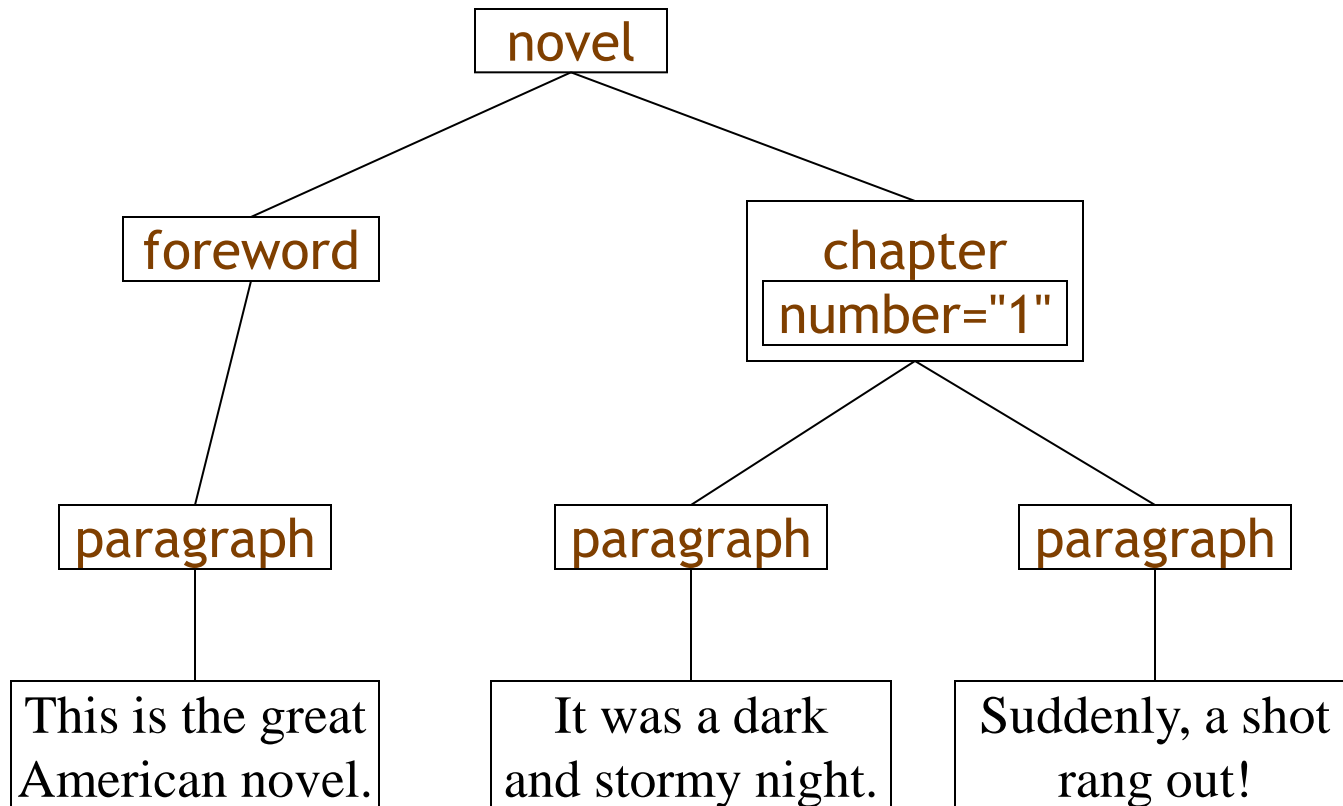 novel
foreword
chapter
number="1"
paragraph
paragraph
paragraph
This is the great
American novel.
It was a dark
and stormy night.
Suddenly, a shot
rang out!